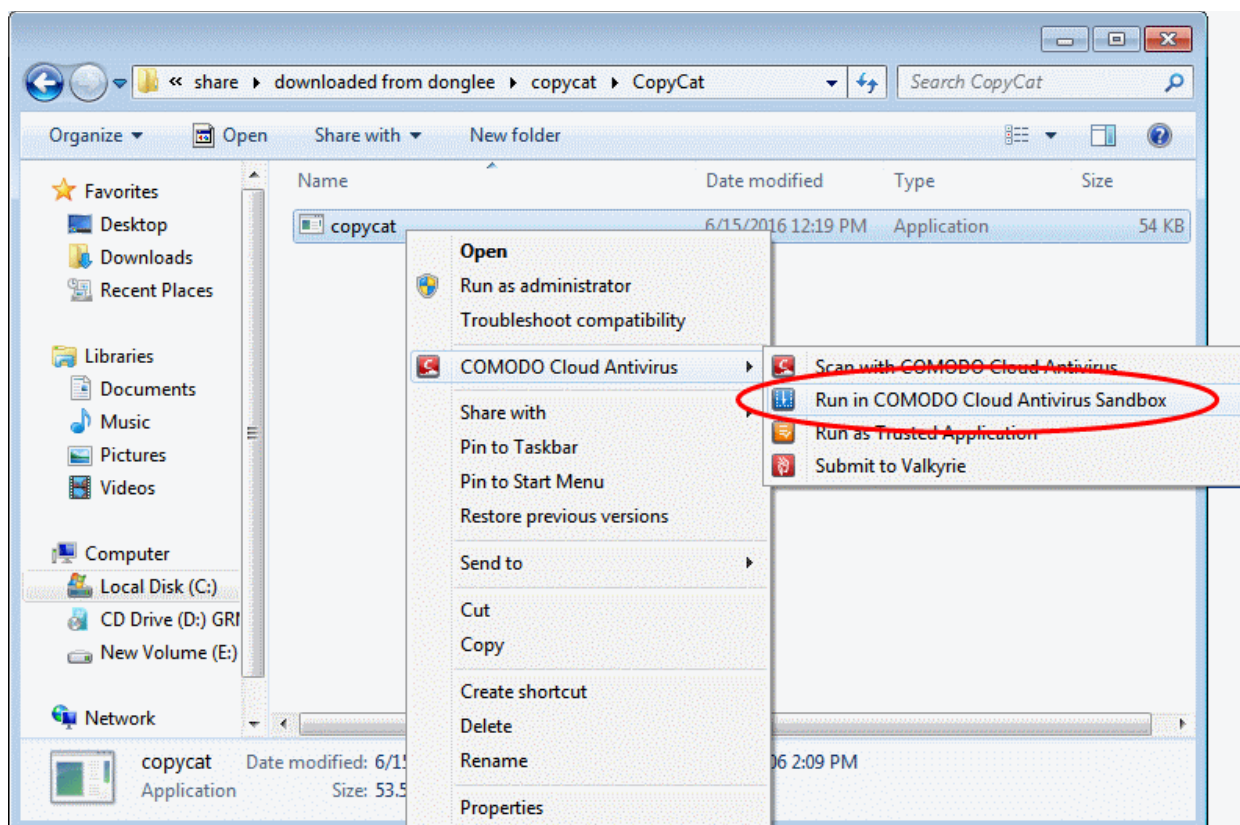 « share ▸ downloaded from donglee ▸ copycat ▸ CopyCat
Search CopyCat
Organize Open Share with New folder
Name Date modified Type Size
copycat 6/15/2016 12:19 PM Application 54 KB
Favorites
Desktop
Downloads
Recent Places
Libraries
Documents
Music
Pictures
Videos
Computer
Local Disk (C:)
CD Drive (D:)
New Volume (E:)
Network
Open
Run as administrator
Troubleshoot compatibility
COMODO Cloud Antivirus
Share with
Pin to Taskbar
Pin to Start Menu
Restore previous versions
Send to
Cut
Copy
Create shortcut
Delete
Rename
Properties
Scan with COMODO Cloud Antivirus
Run in COMODO Cloud Antivirus Sandbox
Run as Trusted Application
Submit to Valkyrie
copycat Date modified: 6/1 2:09 PM
Application Size: 53.5